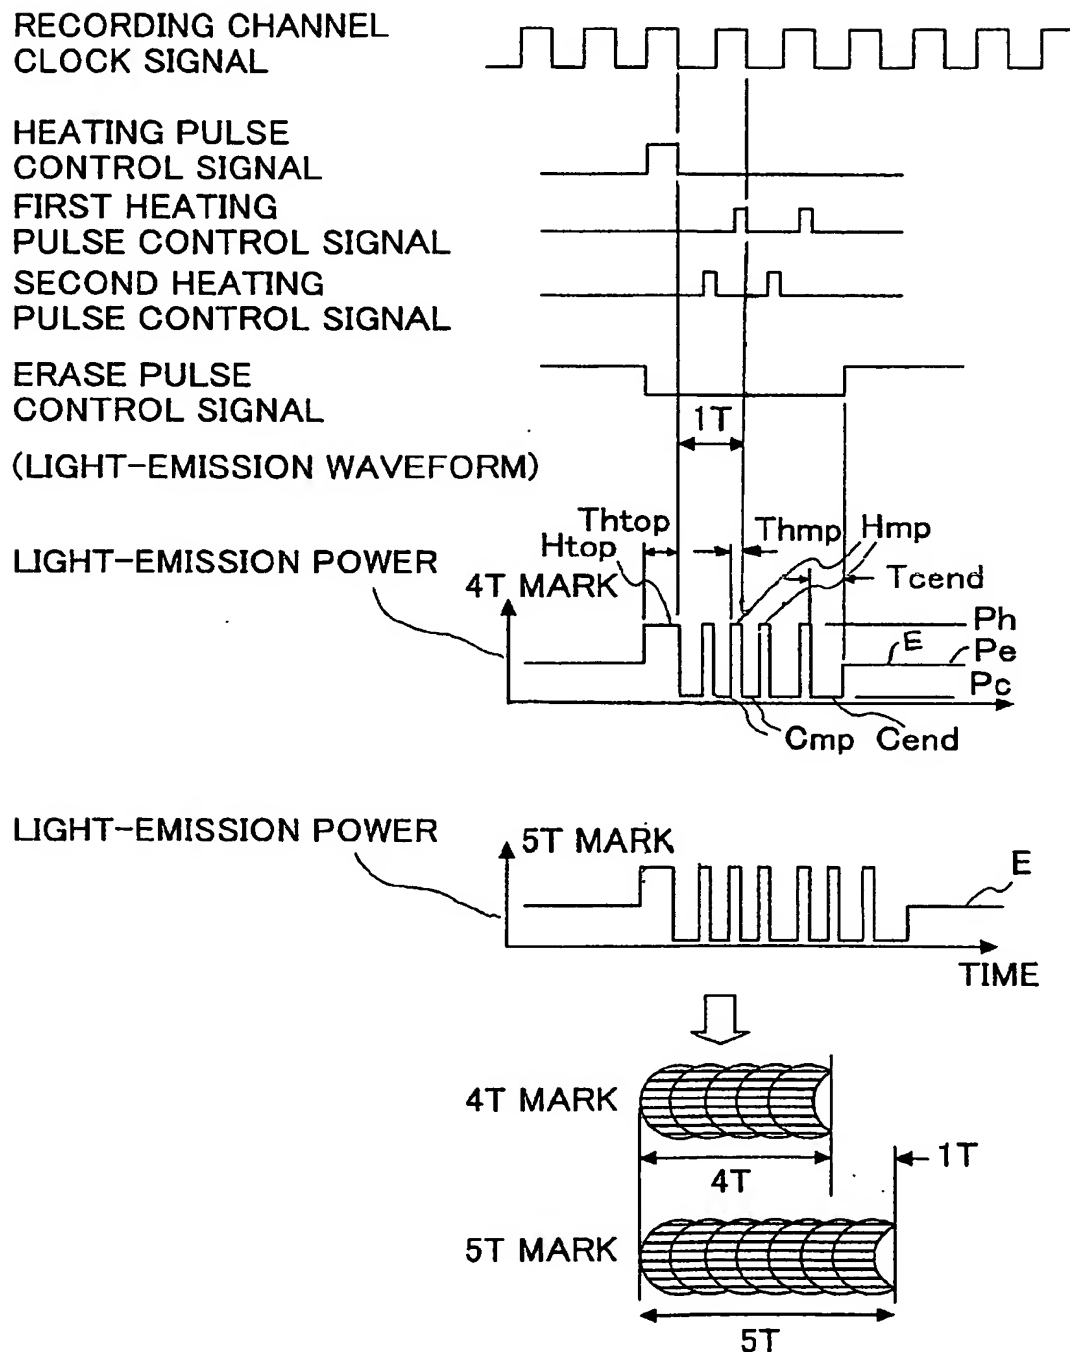 RECORDING CHANNEL
CLOCK SIGNAL
HEATING PULSE
CONTROL SIGNAL
FIRST HEATING
PULSE CONTROL SIGNAL
SECOND HEATING
PULSE CONTROL SIGNAL
ERASE PULSE
CONTROL SIGNAL
1T
(LIGHT-EMISSION WAVEFORM)
Thtop
Htop
Thmp
Hmp
LIGHT-EMISSION POWER
4T MARK
Tcend
Ph
E
Pe
Pc
Cmp
Cend
LIGHT-EMISSION POWER
5T MARK
E
TIME
4T MARK
4T
1T
5T MARK
5T